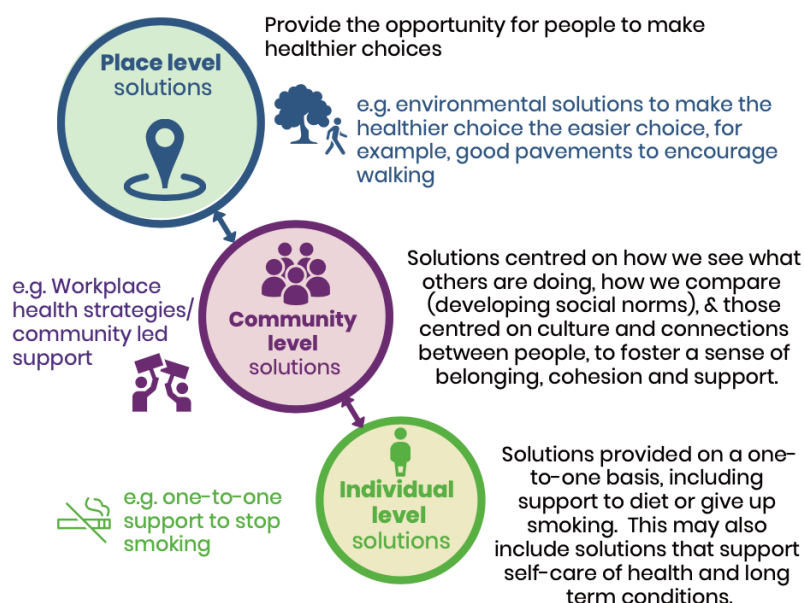 Provide the opportunity for people to make
healthier choices
Place level
solutions
e.g. environmental solutions to make the
healthier choice the easier choice, for
example, good pavements to encourage
walking
e.g. Workplace
health strategies/
community led
support
Community
level
solutions
Solutions centred on how we see what
others are doing, how we compare
(developing social norms), & those
centred on culture and connections
between people, to foster a sense of
belonging, cohesion and support.
e.g. one-to-one
support to stop
smoking
Individual
level
solutions
Solutions provided on a one-
to-one basis, including
support to diet or give up
smoking. This may also
include solutions that support
self-care of health and long
term conditions.